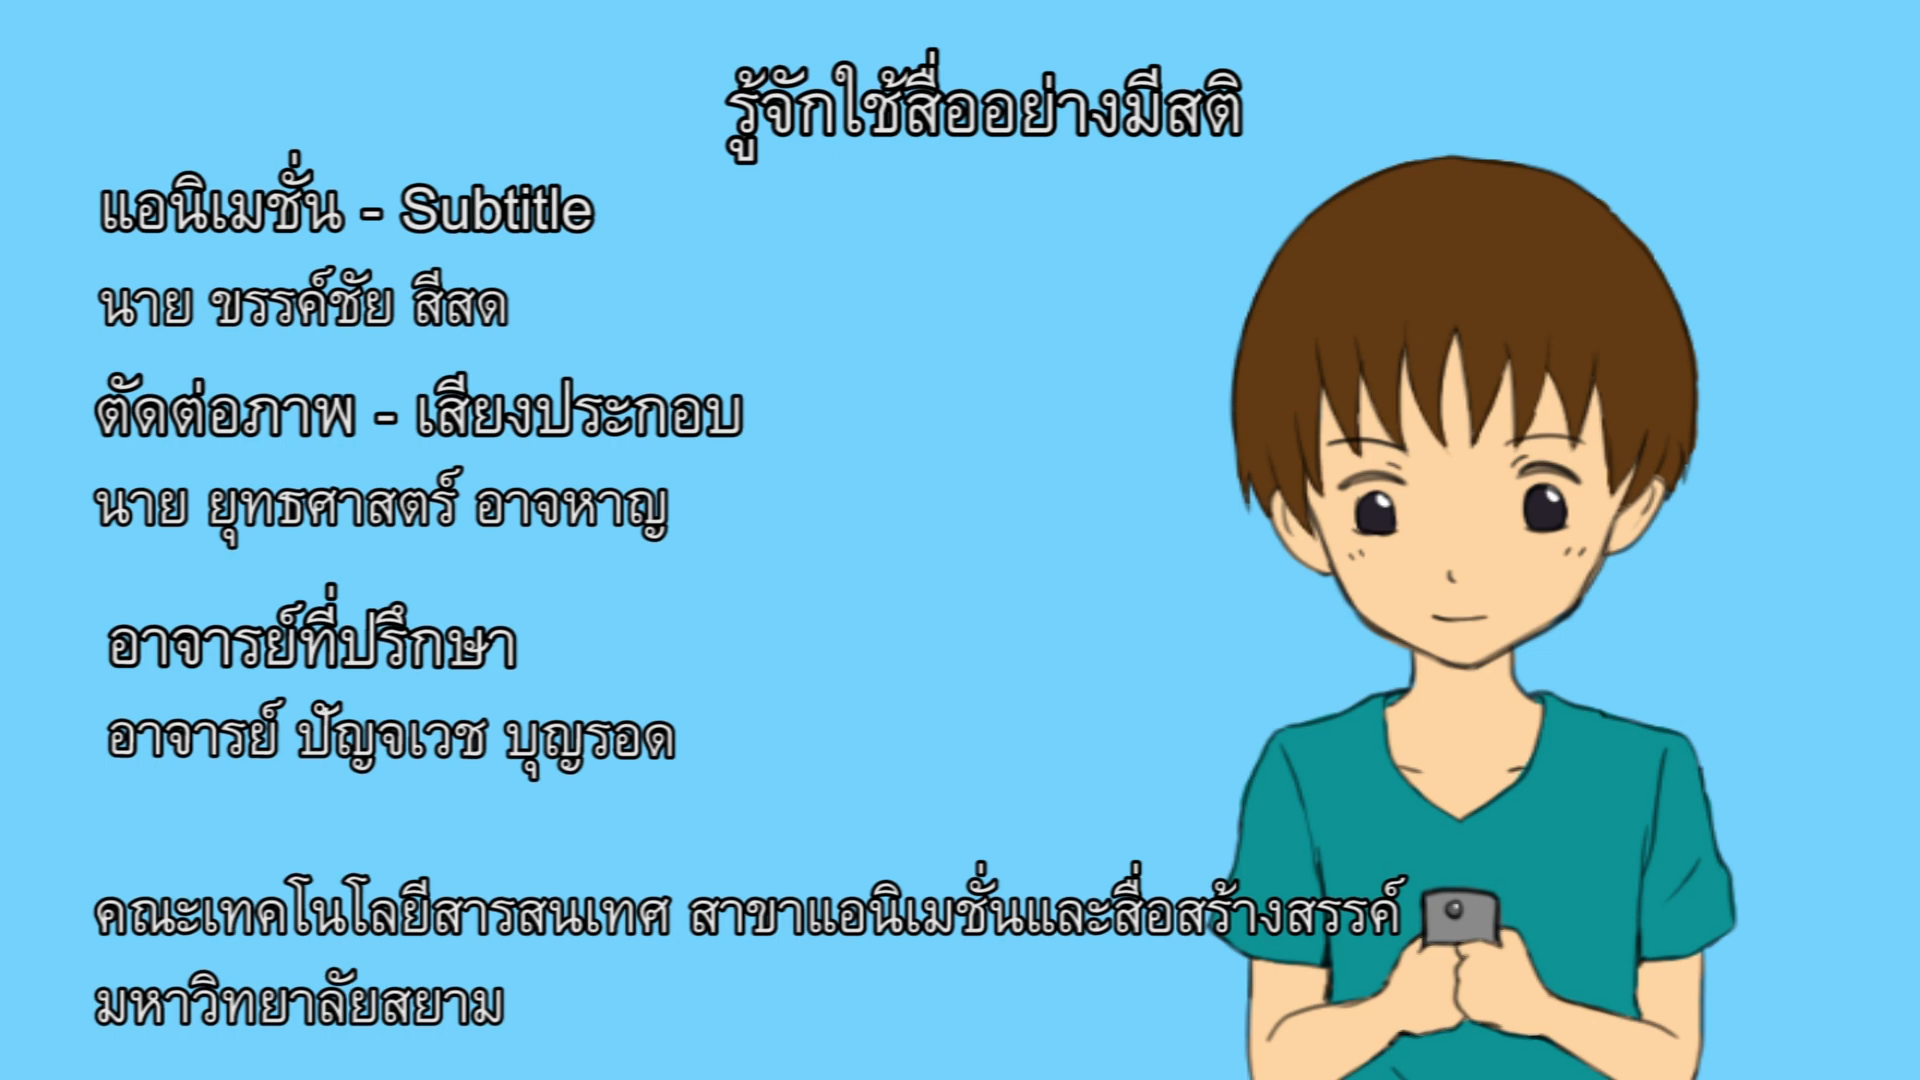 รู้จักใช้สื่ออย่างมีสติ
แอนิเมชั่น - Subtitle
นาย ขรรค์ชัย สีสด
ตัดต่อภาพ - เสียงประกอบ
นาย ยุทธศาสตร์ อาจหาญ
อาจารย์ที่ปรึกษา
อาจารย์ ปัญจเวช บุญรอด
คณะเทคโนโลยีสารสนเทศ สาขาแอนิเมชั่นและสื่อสร้างสรรค์
มหาวิทยาลัยสยาม